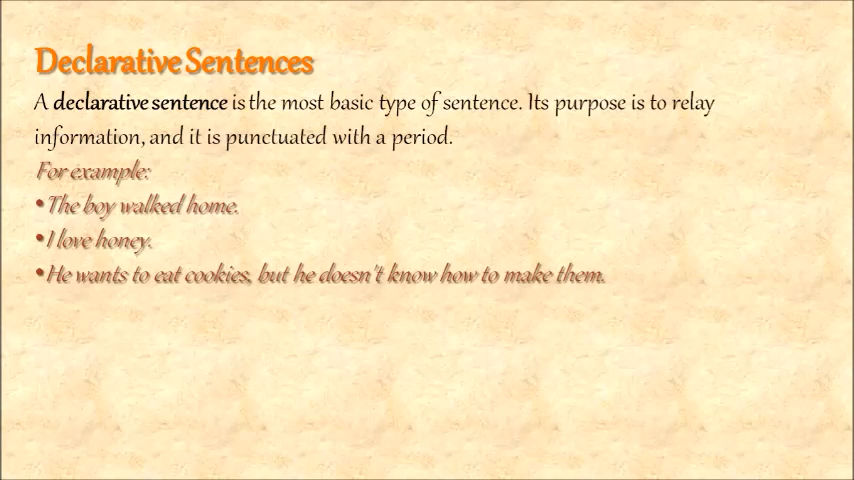 Declarative Sentences
A declarative sentence is the most basic type of sentence. Its purpose is to relay
information, and it is punctuated with a period.
For example:
•The boy walked home.
•I love honey.
•He wants to eat cookies, but he doesn't know how to make them.